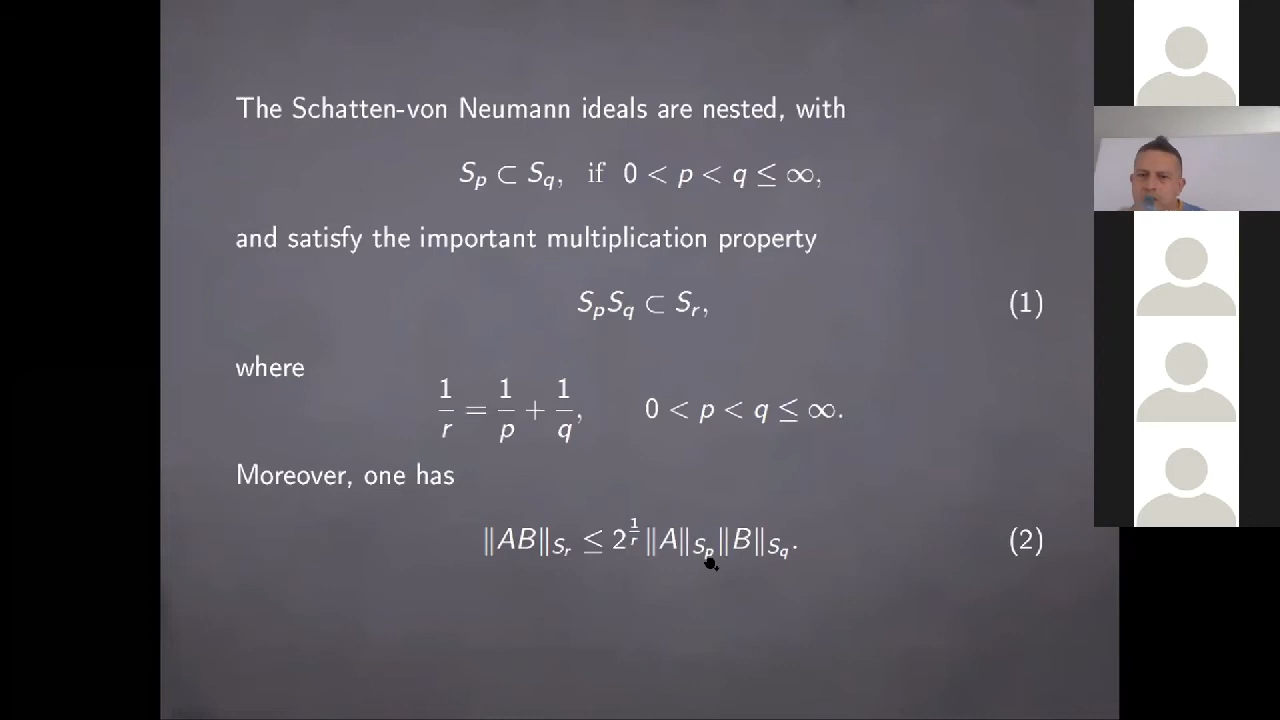 The Schatten-von Neumann ideals are nested, with
S_p ⊂ S_q, if 0 < p < q ≤ ∞,
and satisfy the important multiplication property
S_p S_q ⊂ S_r, (1)
where
1/r = 1/p + 1/q, 0 < p < q ≤ ∞.
Moreover, one has
‖AB‖_{S_r} ≤ 2^{1/r} ‖A‖_{S_p} ‖B‖_{S_q}. (2)